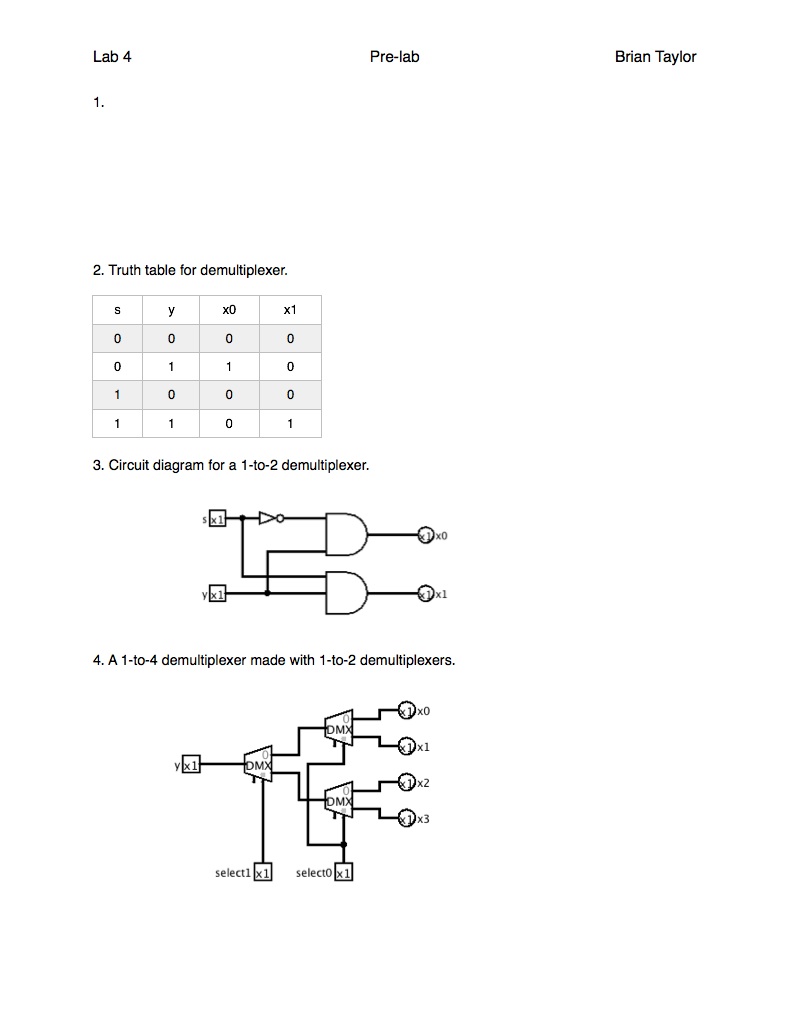 Lab 4 Pre-lab Brian Taylor
1.
2. Truth table for demultiplexer.
s y x0 x1
0 0 0 0
0 1 1 0
1 0 0 0
1 1 0 1
3. Circuit diagram for a 1-to-2 demultiplexer.
s x1 x1 x0
y x1 x1 x1
4. A 1-to-4 demultiplexer made with 1-to-2 demultiplexers.
0 x1 x0
DMX
x1 x1
y x1 0 DMX
0 x1 x2
DMX
x1 x3
select1 x1 select0 x1